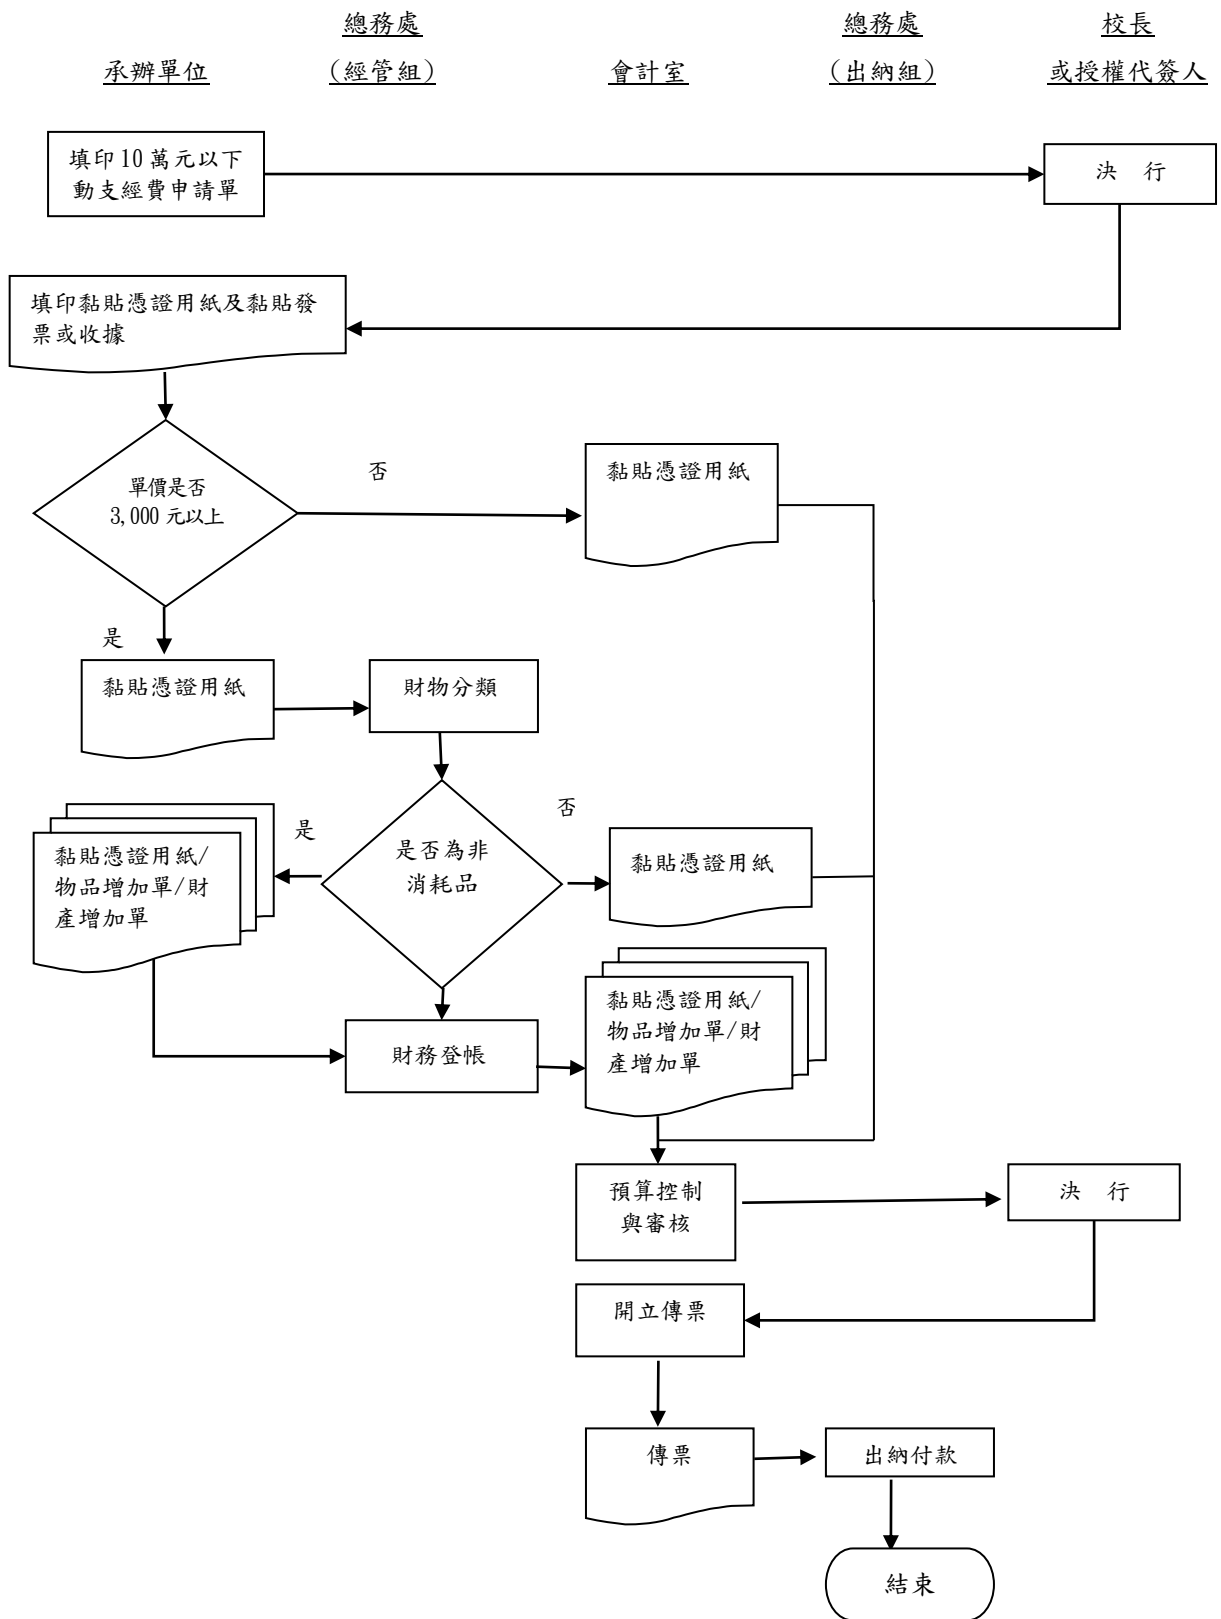 總務處
總務處
校長
承辦單位
(經管組)
會計室
(出納組)
或授權代簽人
填印10萬元以下
動支經費申請單
決 行
填印黏貼憑證用紙及黏貼發
票或收據
單價是否
3,000 元以上
否
黏貼憑證用紙
是
黏貼憑證用紙
財物分類
是
否
是否為非
消耗品
黏貼憑證用紙/
物品增加單/財
產增加單
黏貼憑證用紙
黏貼憑證用紙/
物品增加單/財
產增加單
財務登帳
預算控制
與審核
決 行
開立傳票
傳票
出納付款
結束